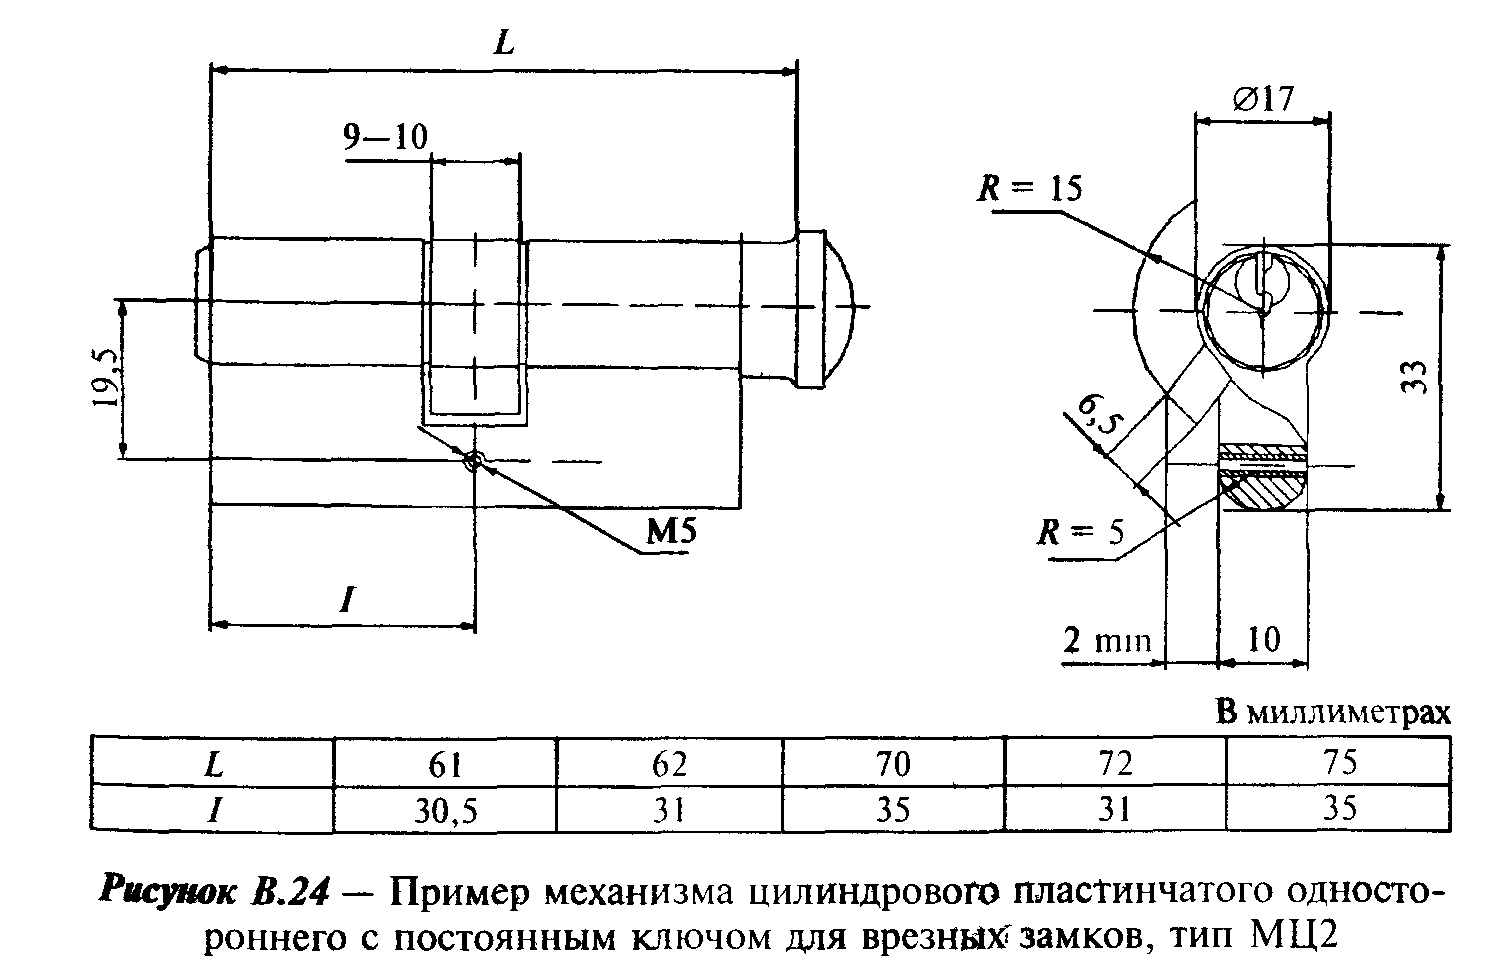 L
9—10
19,5
M5
l
Ø17
R = 15
33
6,5
R = 5
2 min
10
В миллиметрах
L 61 62 70 72 75
l 30,5 31 35 31 35
Рисунок В.24 — Пример механизма цилиндрового пластинчатого односто-
роннего с постоянным ключом для врезных замков, тип МЦ2